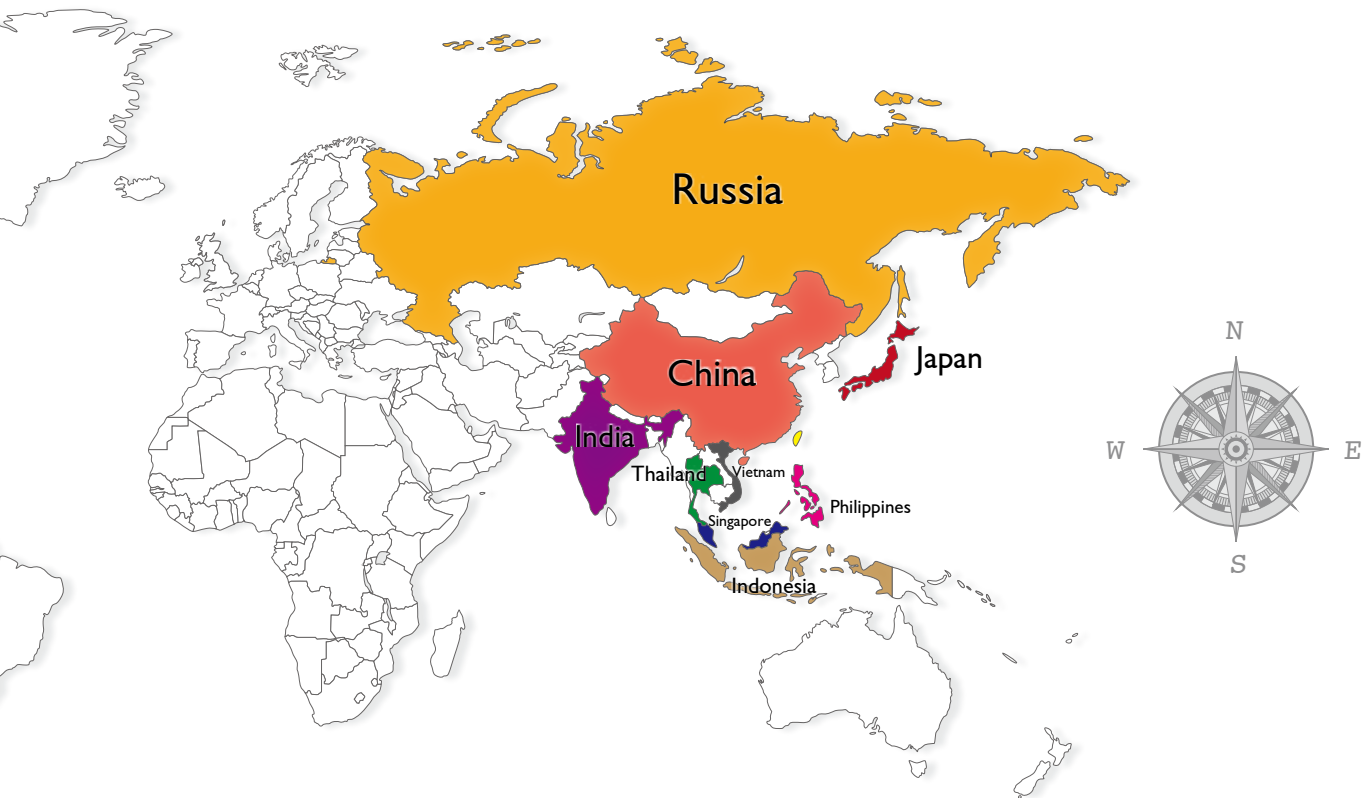 Russia
N
Japan
China
India
W
E
Thailand
Vietnam
Philippines
Singapore
S
Indonesia